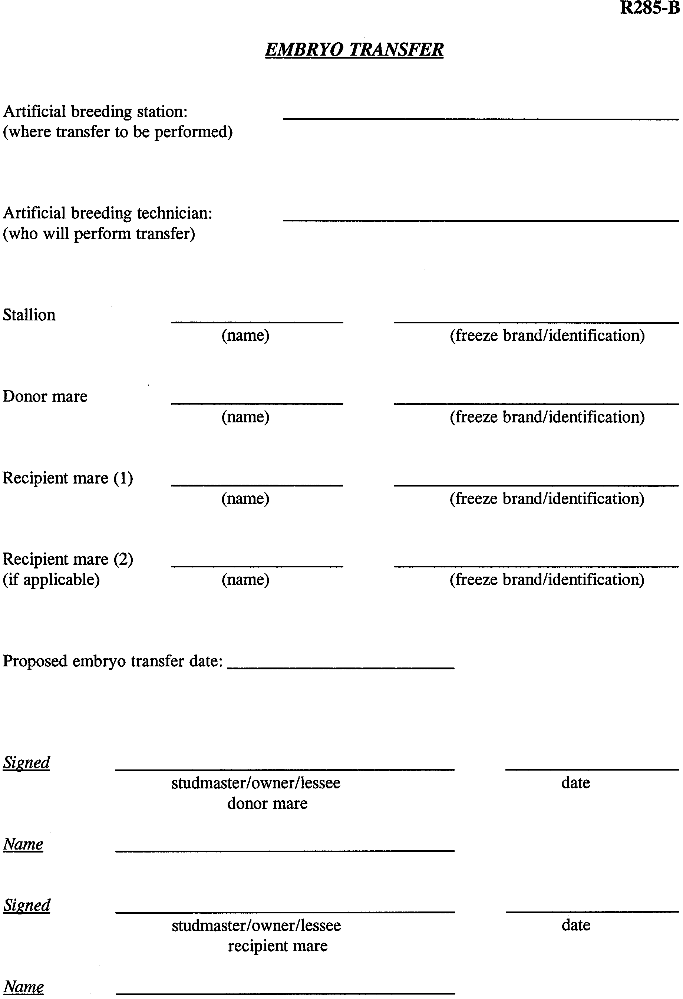 R285-B
EMBRYO TRANSFER
Artificial breeding station:
(where transfer to be performed)
Artificial breeding technician:
(who will perform transfer)
Stallion
(name) (freeze brand/identification)
Donor mare
(name) (freeze brand/identification)
Recipient mare (1)
(name) (freeze brand/identification)
Recipient mare (2)
(if applicable) (name) (freeze brand/identification)
Proposed embryo transfer date:
Signed
studmaster/owner/lessee date
donor mare
Name
Signed
studmaster/owner/lessee date
recipient mare
Name